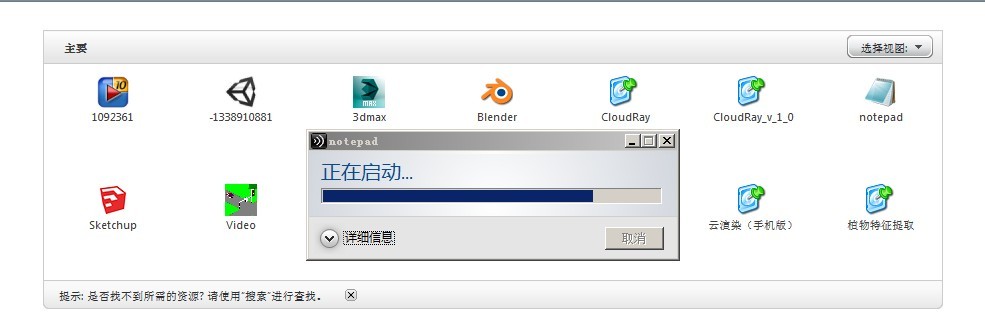 主要
选择视图:
1092361
-1338910881
3dmax
Blender
CloudRay
CloudRay_v_1_0
notepad
notepad
正在启动...
详细信息
取消
Sketchup
Video
云渲染（手机版）
植物特征提取
提示: 是否找不到所需的资源? 请使用"搜索"进行查找。